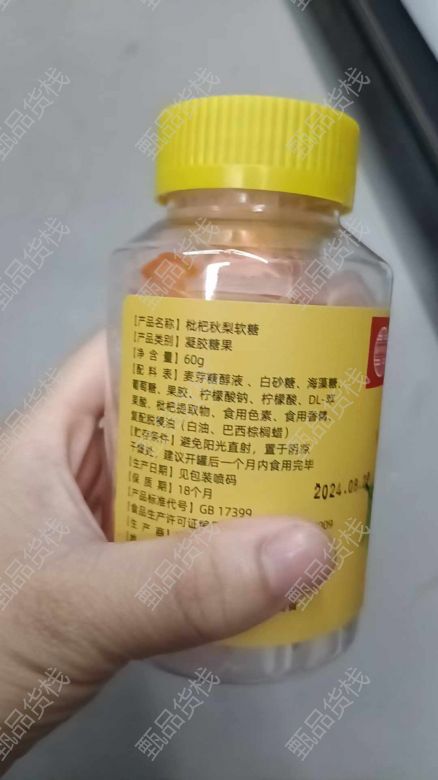 【产品名称】枇杷秋梨软糖
【产品类别】凝胶糖果
【净 含 量】60g
【配 料 表】麦芽糖醇液、白砂糖、海藻糖、
葡萄糖、果胶、柠檬酸钠、柠檬酸、DL-苹
果酸、枇杷提取物、食用色素、食用香精、
复配脱模油（白油、巴西棕榈蜡）
【贮存条件】避免阳光直射，置于阴凉
干燥处，建议开罐后一个月内食用完毕
【生产日期】见包装喷码
【保 质 期】18个月
【产品标准代号】GB 17399
【食品生产许可证编
【生 产 商】
2024.08
甄品货栈